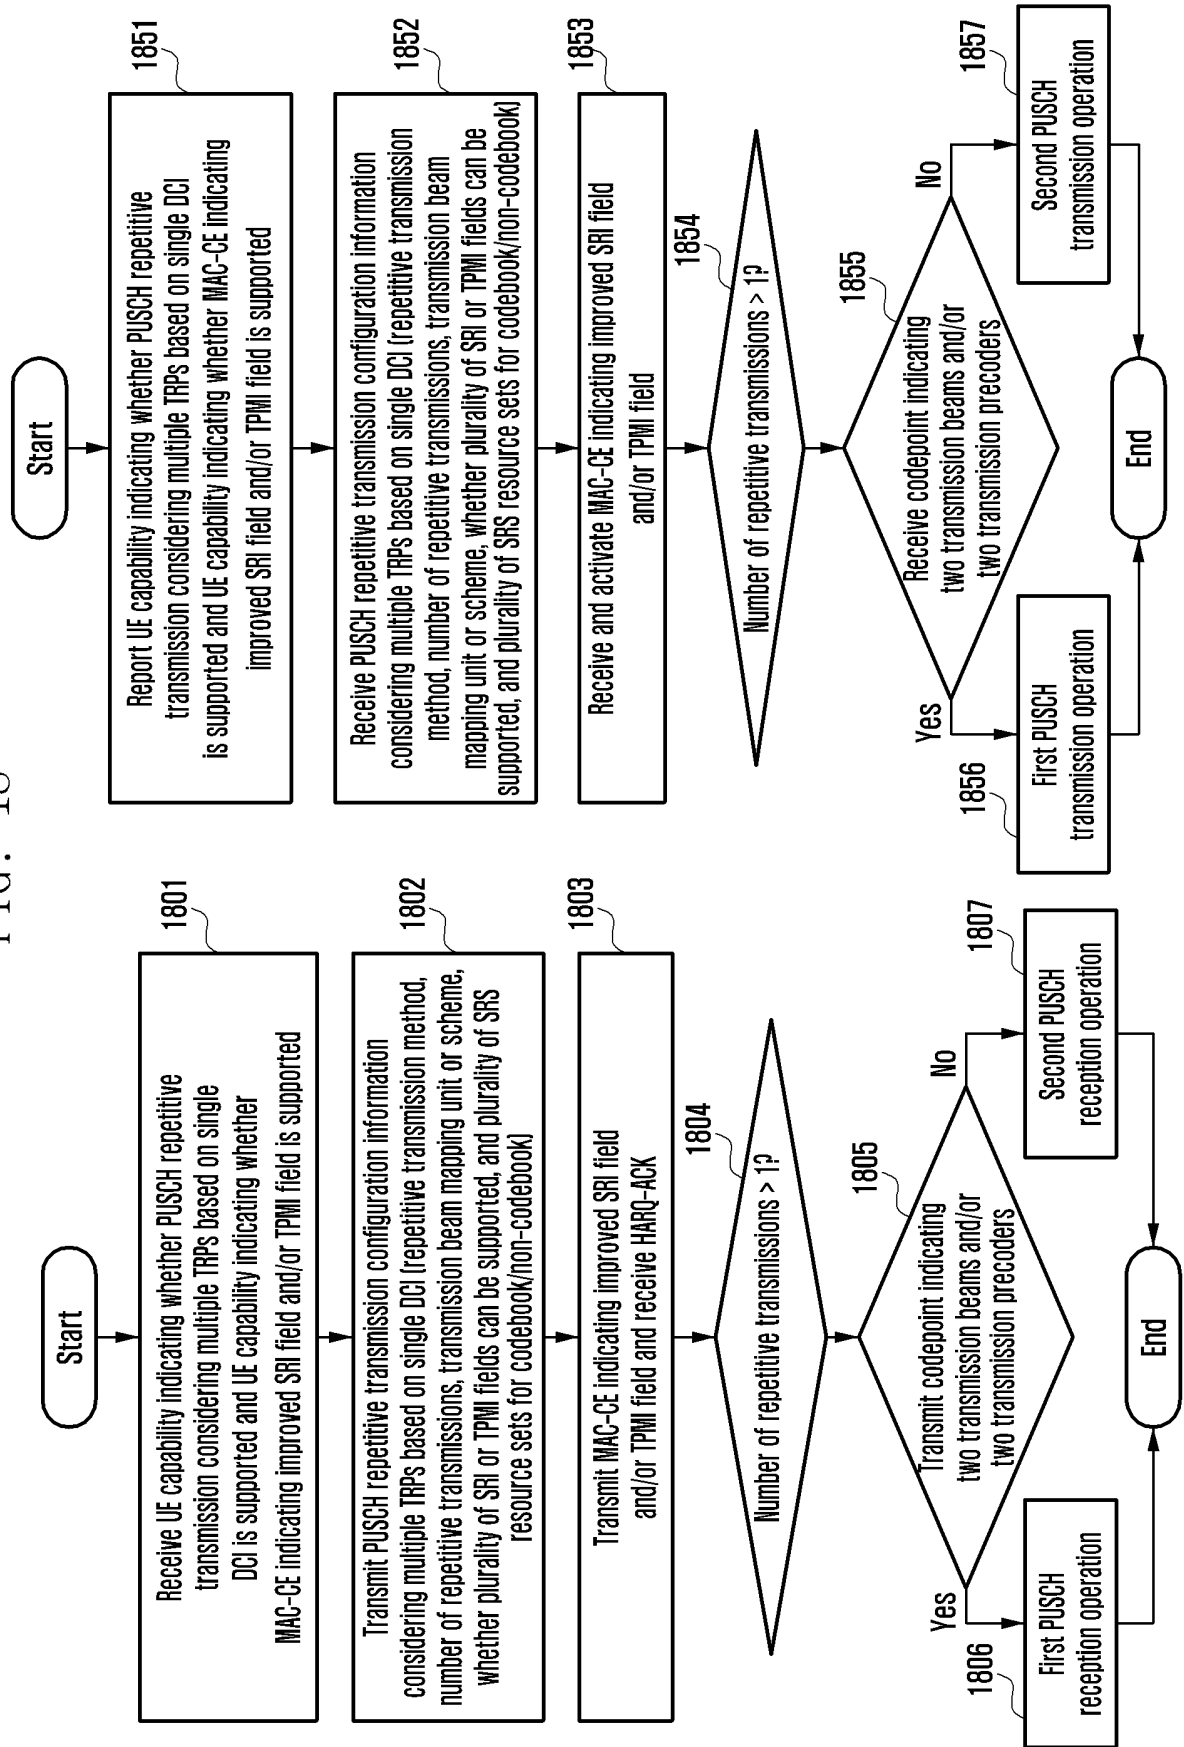 FIG. 18
Start
1801
Receive UE capability indicating whether PUSCH repetitive
transmission considering multiple TRPs based on single
DCI is supported and UE capability indicating whether
MAC-CE indicating improved SRI field and/or TPMI field is supported
1802
Transmit PUSCH repetitive transmission configuration information
considering multiple TRPs based on single DCI (repetitive transmission method,
number of repetitive transmissions, transmission beam mapping unit or scheme,
whether plurality of SRI or TPMI fields can be supported, and plurality of SRS
resource sets for codebook/non-codebook)
1803
Transmit MAC-CE indicating improved SRI field
and/or TPMI field and receive HARQ-ACK
1804
Number of repetitive transmissions > 1?
1805
Transmit codepoint indicating
two transmission beams and/or
two transition precoders
Yes
No
1806
First PUSCH
reception operation
1807
Second PUSCH
reception operation
End
Start
1851
Report UE capability indicating whether PUSCH repetitive
transmission considering multiple TRPs based on single DCI
is supported and UE capability indicating whether MAC-CE indicating
improved SRI field and/or TPMI field is supported
1852
Receive PUSCH repetitive transmission configuration information
considering multiple TRPs based on single DCI (repetitive transmission
method, number of repetitive transmissions, transmission beam
mapping unit or scheme, whether plurality of SRI or TPMI fields can be
supported, and plurality of SRS resource sets for codebook/non-codebook)
1853
Receive and activate MAC-CE indicating improved SRI field
and/or TPMI field
1854
Number of repetitive transmissions > 1?
1855
Receive codepoint indicating
two transmission beams and/or
two transmission precoders
Yes
No
1856
First PUSCH
transmission operation
1857
Second PUSCH
transmission operation
End